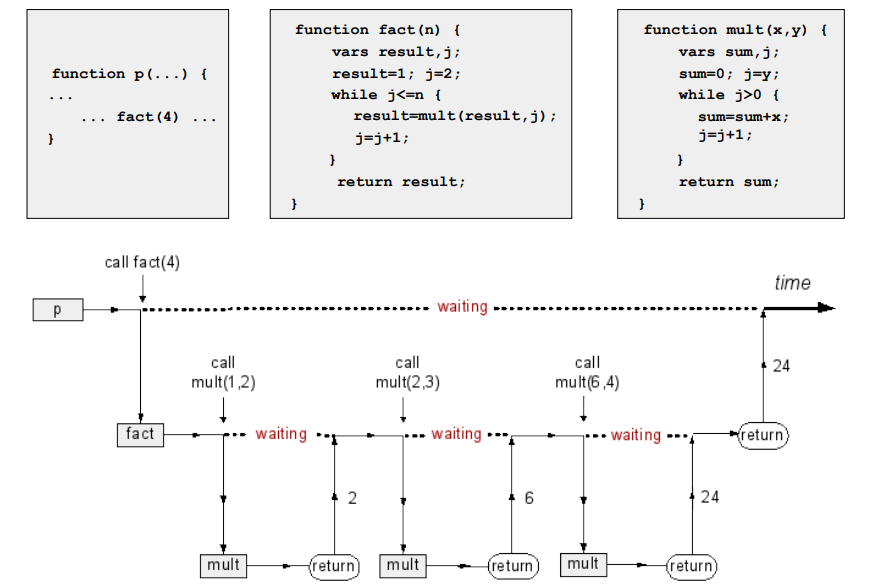 function p(...) {
...
... fact(4) ...
}
function fact(n) {
vars result,j;
result=1; j=2;
while j<=n {
result=mult(result,j);
j=j+1;
}
return result;
}
function mult(x,y) {
vars sum,j;
sum=0; j=y;
while j>0 {
sum=sum+x;
j=j+1;
}
return sum;
}
call fact(4)
time
p
waiting
call
mult(1,2)
call
mult(2,3)
call
mult(6,4)
24
fact
waiting
waiting
waiting
return
2
6
24
mult
return
mult
return
mult
return